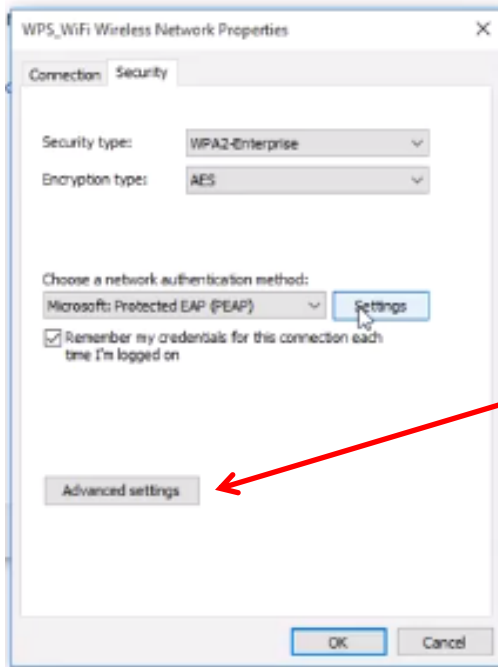 WPS_WiFi Wireless Network Properties
Connection Security
Security type: WPA2-Enterprise
Encryption type: AES
Choose a network authentication method:
Microsoft: Protected EAP (PEAP) Settings
Remember my credentials for this connection each
time I'm logged on
Advanced settings
OK Cancel